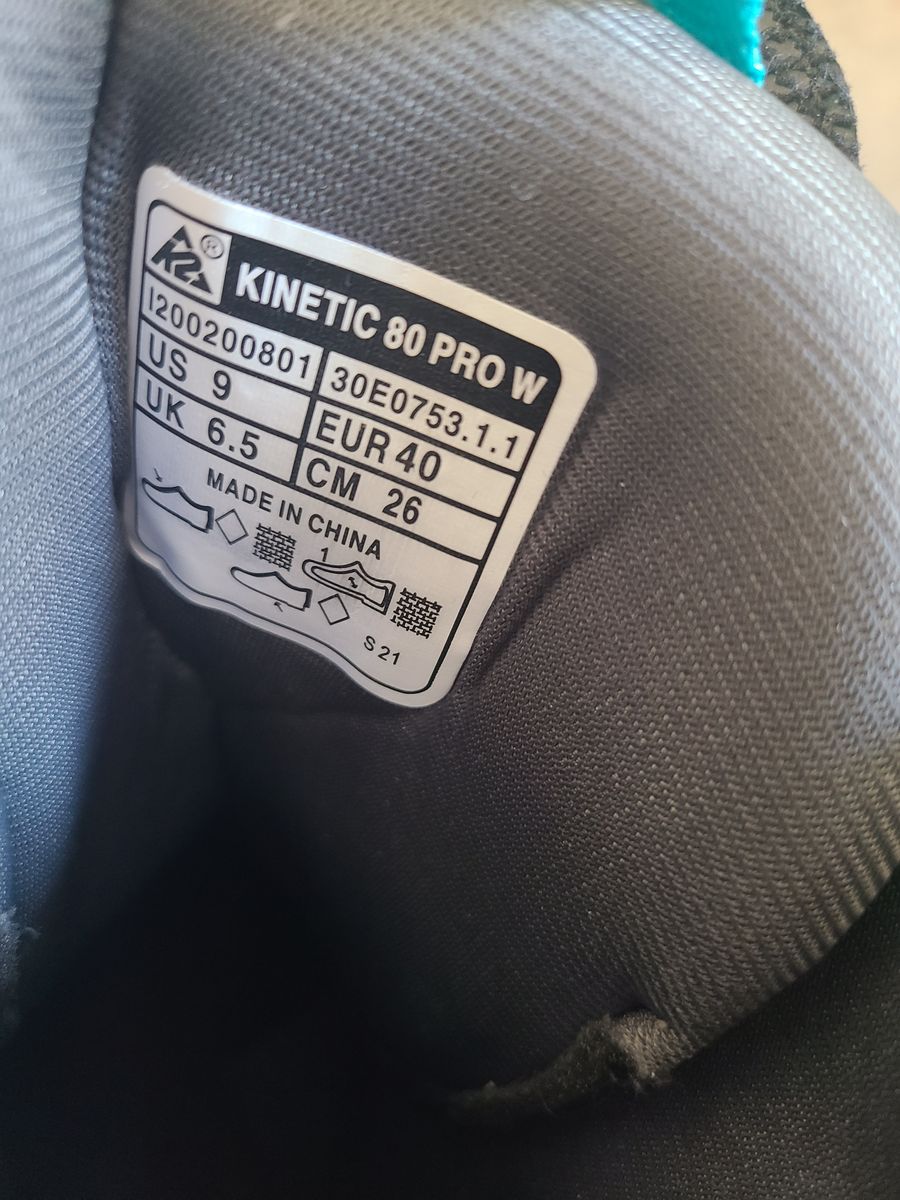 K2 ®
KINETIC 80 PRO W
I200200801 30E0753.1.1
US 9 EUR 40
UK 6.5 CM 26
MADE IN CHINA
1
S 21